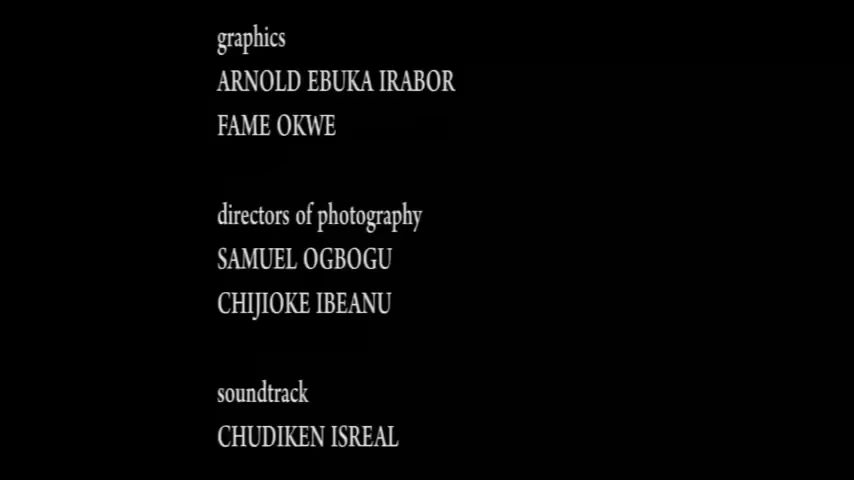 graphics
ARNOLD EBUKA IRABOR
FAME OKWE
directors of photography
SAMUEL OGBOGU
CHIJIOKE IBEANU
soundtrack
CHUDIKEN ISREAL